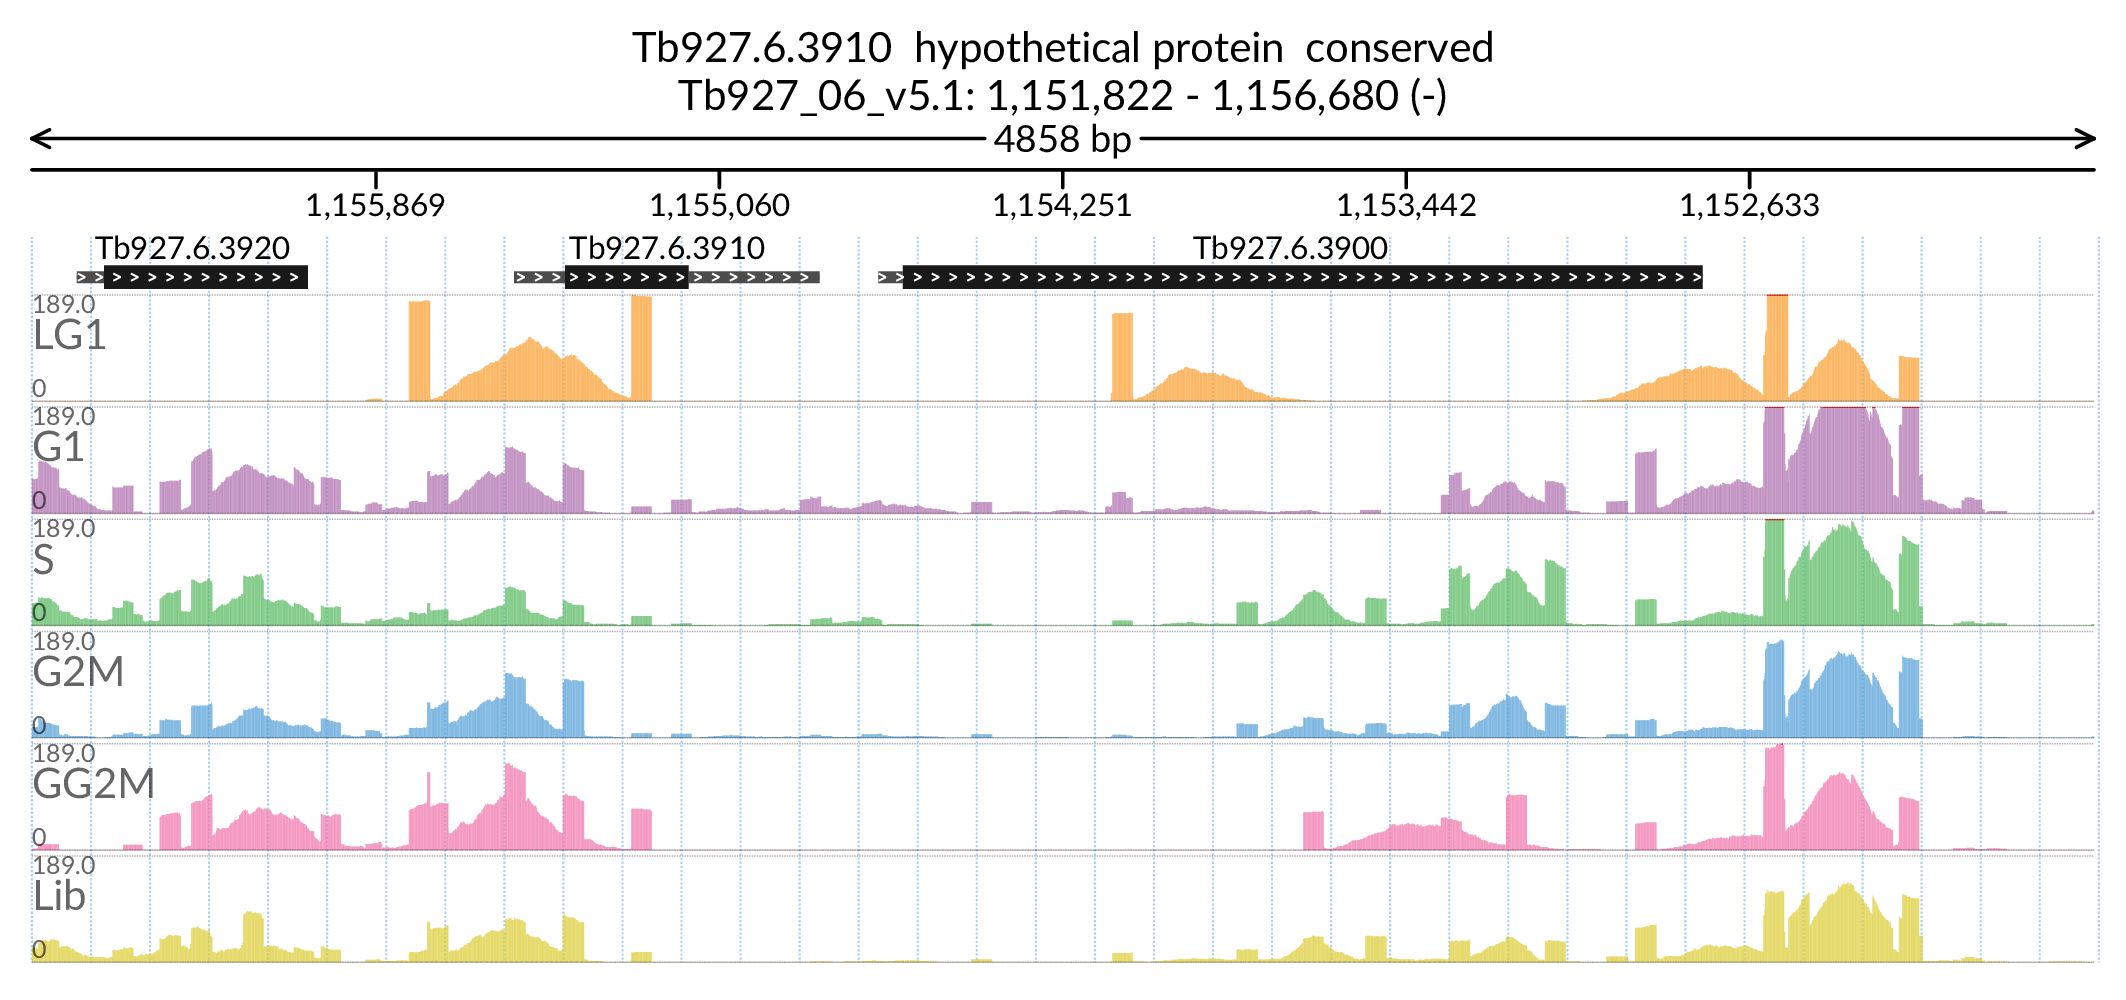 Tb927.6.3910  hypothetical protein  conserved
Tb927_06_v5.1: 1,151,822 - 1,156,680 (-)
4858 bp
1,155,869 1,155,060 1,154,251 1,153,442 1,152,633
Tb927.6.3920 Tb927.6.3910 Tb927.6.3900
189.0
LG1
0
189.0
G1
0
189.0
S
0
189.0
G2M
0
189.0
GG2M
0
189.0
Lib
0